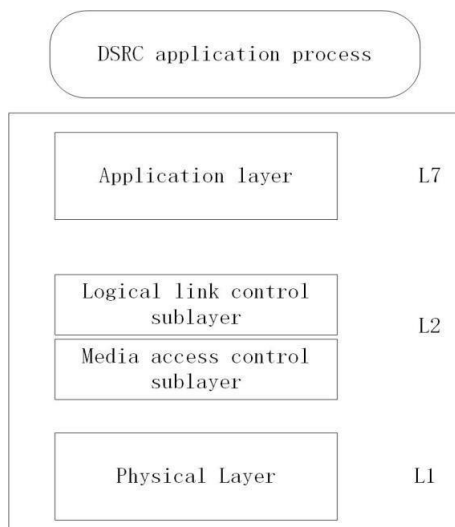 DSRC application process
Application layer
L7
Logical link control
sublayer
L2
Media access control
sublayer
Physical Layer
L1